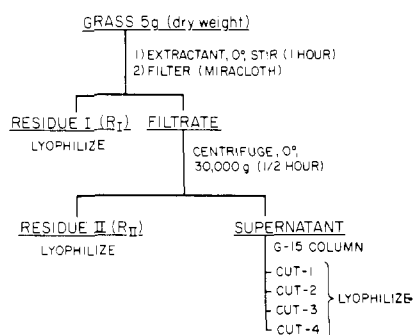 GRASS 5g (dry weight)
1) EXTRACTANT, 0°, STIR (1 HOUR)
2) FILTER (MIRACLOTH)
RESIDUE I (R_I) FILTRATE
LYOPHILIZE
CENTRIFUGE, 0°,
30,000 g (1/2 HOUR)
RESIDUE II (R_II) SUPERNATANT
LYOPHILIZE
G-15 COLUMN
CUT-1
CUT-2
LYOPHILIZE
CUT-3
CUT-4